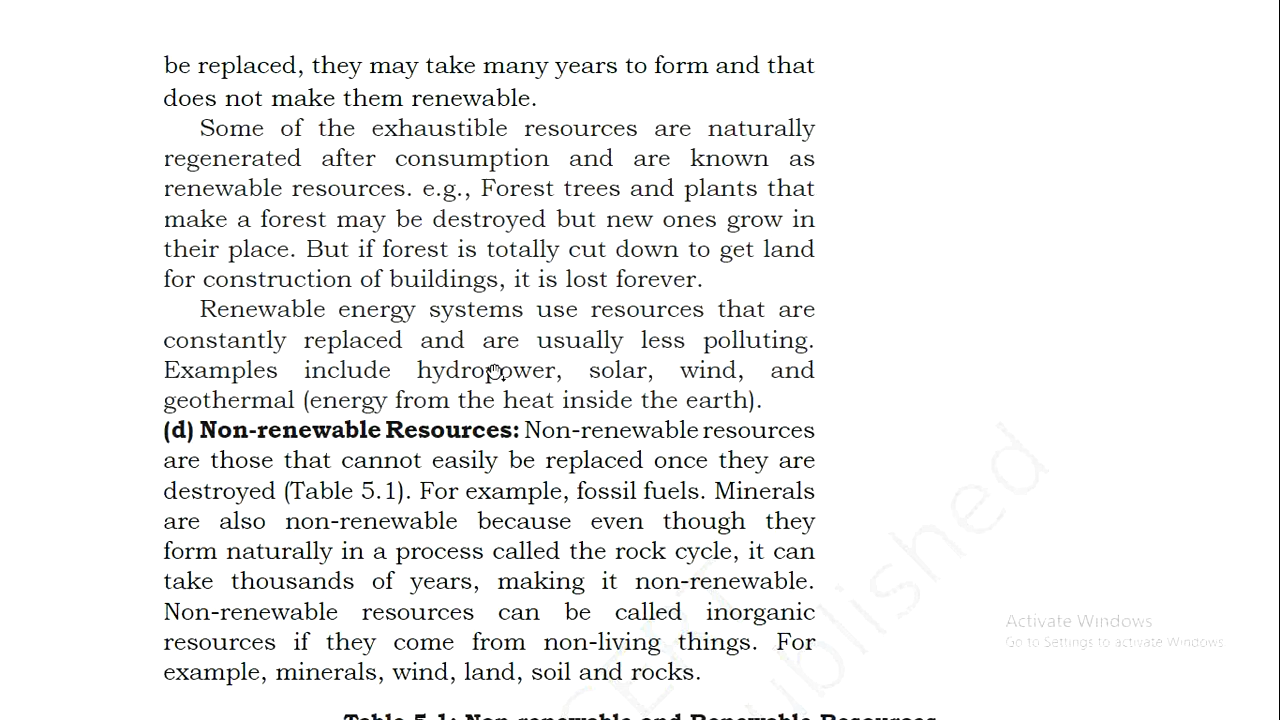 be replaced, they may take many years to form and that
does not make them renewable.
Some of the exhaustible resources are naturally
regenerated after consumption and are known as
renewable resources. e.g., Forest trees and plants that
make a forest may be destroyed but new ones grow in
their place. But if forest is totally cut down to get land
for construction of buildings, it is lost forever.
Renewable energy systems use resources that are
constantly replaced and are usually less polluting.
Examples include hydropower, solar, wind, and
geothermal (energy from the heat inside the earth).
(d) Non-renewable Resources: Non-renewable resources
are those that cannot easily be replaced once they are
destroyed (Table 5.1). For example, fossil fuels. Minerals
are also non-renewable because even though they
form naturally in a process called the rock cycle, it can
take thousands of years, making it non-renewable.
Non-renewable resources can be called inorganic
resources if they come from non-living things. For
example, minerals, wind, land, soil and rocks.
Table 5.1: Non-renewable and Renewable Resources
Activate Windows
Go to Settings to activate Windows.